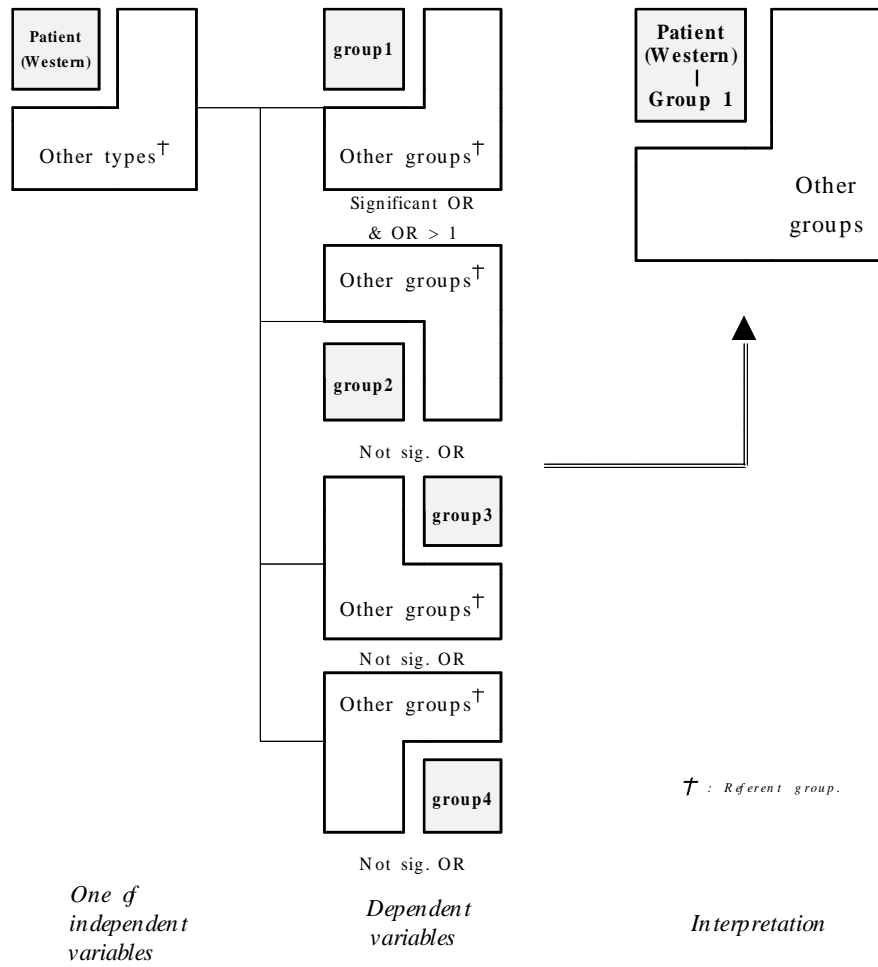 Patient
(Western)
Other types†
group1
Other groups†
Significant OR
& OR > 1
Other groups†
group2
Not sig. OR
group3
Other groups†
Not sig. OR
Other groups†
group4
Not sig. OR
Patient
(Western)
|
Group 1
Other
groups
† : Referent group.
One of
independent
variables
Dependent
variables
Interpretation